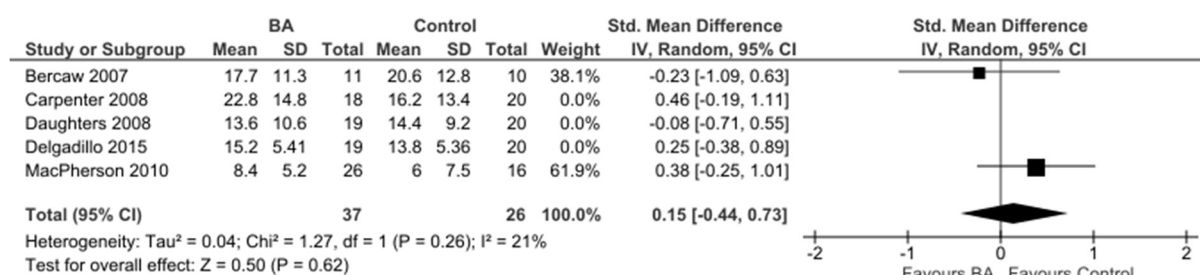 BA Control Std. Mean Difference Std. Mean Difference
Study or Subgroup Mean SD Total Mean SD Total Weight IV, Random, 95% CI IV, Random, 95% CI
Bercaw 2007 17.7 11.3 11 20.6 12.8 10 38.1% -0.23 [-1.09, 0.63]
Carpenter 2008 22.8 14.8 18 16.2 13.4 20 0.0% 0.46 [-0.19, 1.11]
Daughters 2008 13.6 10.6 19 14.4 9.2 20 0.0% -0.08 [-0.71, 0.55]
Delgadillo 2015 15.2 5.41 19 13.8 5.36 20 0.0% 0.25 [-0.38, 0.89]
MacPherson 2010 8.4 5.2 26 6 7.5 16 61.9% 0.38 [-0.25, 1.01]
Total (95% CI) 37 26 100.0% 0.15 [-0.44, 0.73]
Heterogeneity: Tau² = 0.04; Chi² = 1.27, df = 1 (P = 0.26); I² = 21%
Test for overall effect: Z = 0.50 (P = 0.62)
-2 -1 0 1 2
Favours BA Favours Control